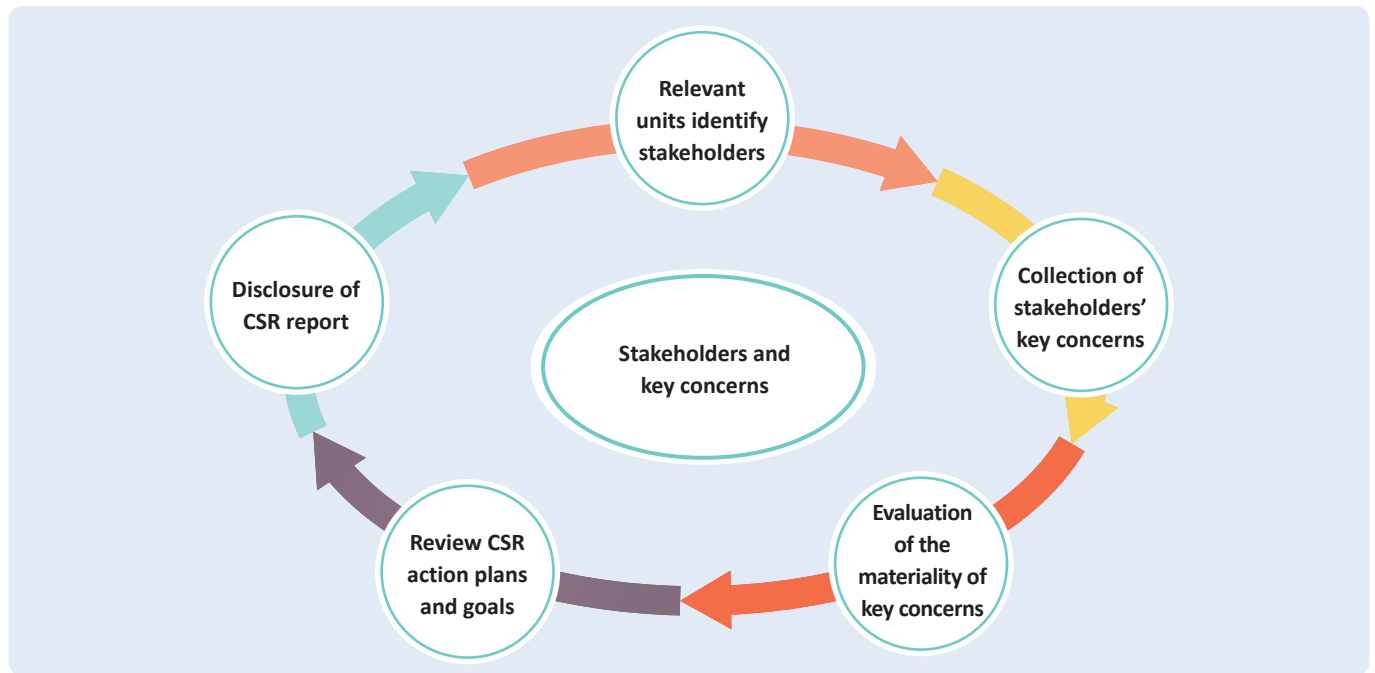 Relevant
units identify
stakeholders
Collection of
stakeholders’
key concerns
Evaluation
of the
materiality of
key concerns
Review CSR
action plans
and goals
Disclosure of
CSR report
Stakeholders and
key concerns